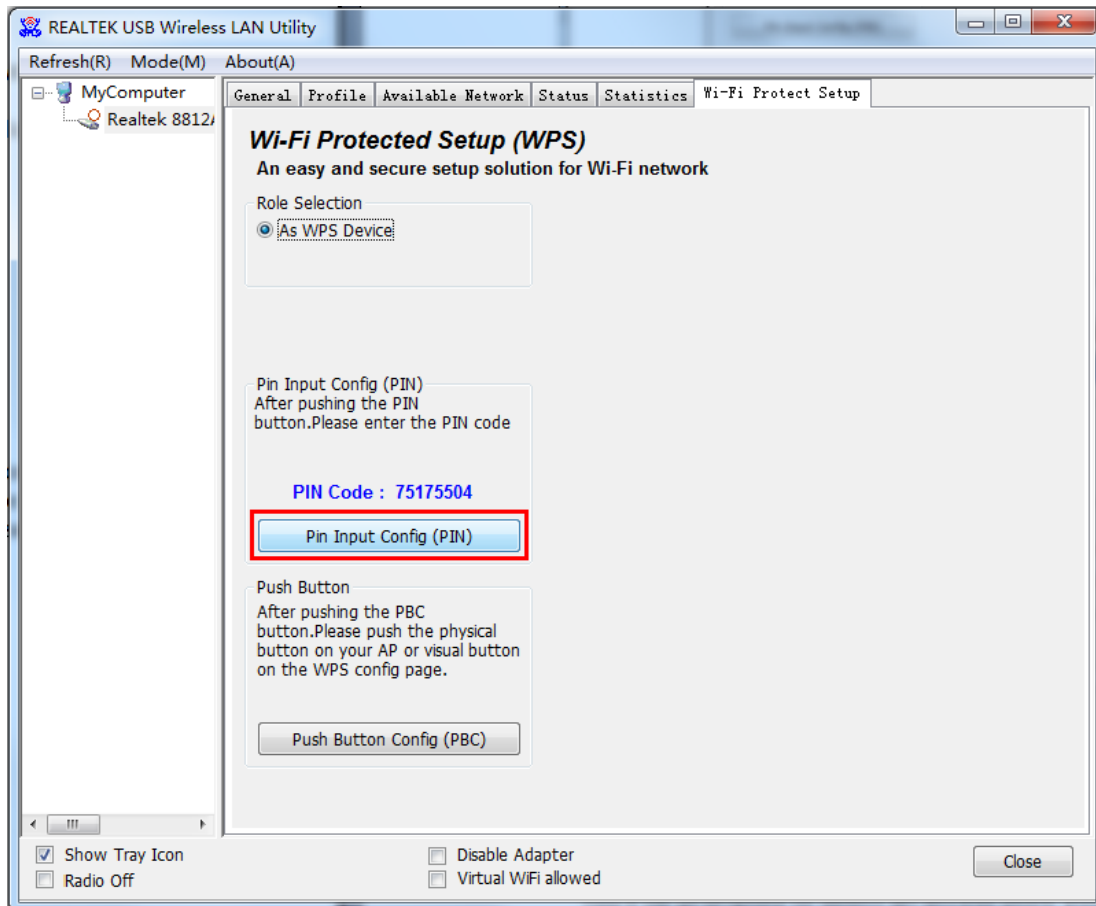 REALTEK USB Wireless LAN Utility
Refresh(R) Mode(M) About(A)
MyComputer
Realtek 8812A
General Profile Available Network Status Statistics Wi-Fi Protect Setup
Wi-Fi Protected Setup (WPS)
An easy and secure setup solution for Wi-Fi network
Role Selection
As WPS Device
Pin Input Config (PIN)
After pushing the PIN
button.Please enter the PIN code
PIN Code : 75175504
Pin Input Config (PIN)
Push Button
After pushing the PBC
button.Please push the physical
button on your AP or visual button
on the WPS config page.
Push Button Config (PBC)
Show Tray Icon
Radio Off
Disable Adapter
Virtual WiFi allowed
Close